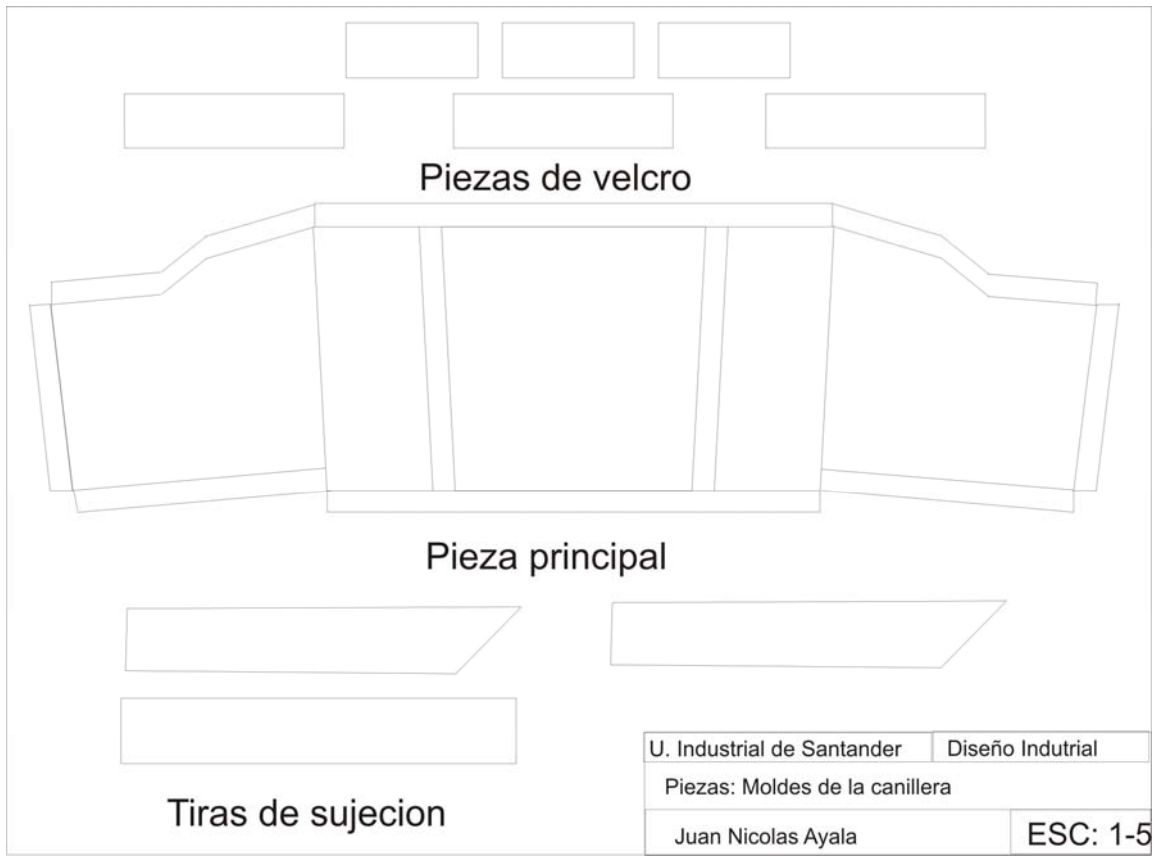 Piezas de velcro
Pieza principal
Tiras de sujecion
U. Industrial de Santander
Diseño Indutrial
Piezas: Moldes de la canillera
Juan Nicolas Ayala
ESC: 1-5